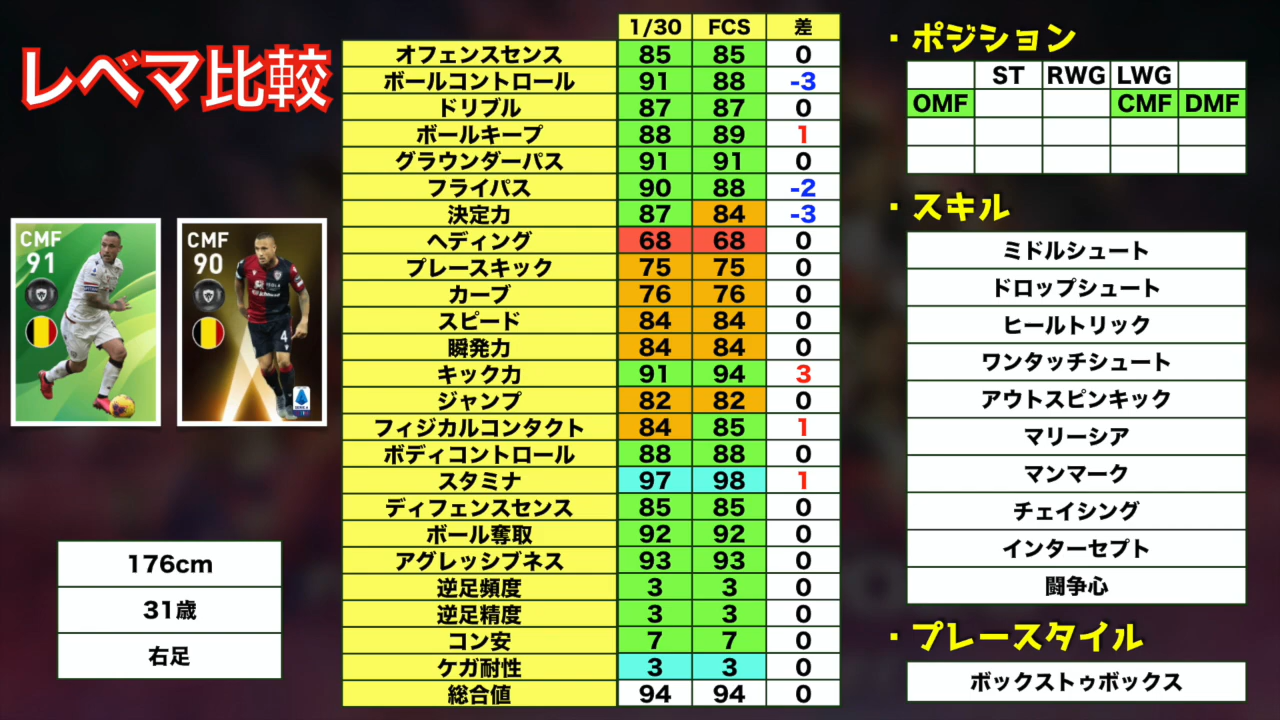 レベマ比較
CMF
91
CMF
90
4
SERIE A
176cm
31歳
右足
1/30 FCS 差
オフェンスセンス 85 85 0
ボールコントロール 91 88 -3
ドリブル 87 87 0
ボールキープ 88 89 1
グラウンダーパス 91 91 0
フライパス 90 88 -2
決定力 87 84 -3
ヘディング 68 68 0
プレースキック 75 75 0
カーブ 76 76 0
スピード 84 84 0
瞬発力 84 84 0
キック力 91 94 3
ジャンプ 82 82 0
フィジカルコンタクト 84 85 1
ボディコントロール 88 88 0
スタミナ 97 98 1
ディフェンスセンス 85 85 0
ボール奪取 92 92 0
アグレッシブネス 93 93 0
逆足頻度 3 3 0
逆足精度 3 3 0
コン安 7 7 0
ケガ耐性 3 3 0
総合値 94 94 0
・ポジション
ST RWG LWG
OMF CMF DMF
・スキル
ミドルシュート
ドロップシュート
ヒールトリック
ワンタッチシュート
アウトスピンキック
マリーシア
マンマーク
チェイシング
インターセプト
闘争心
・プレースタイル
ボックストゥボックス